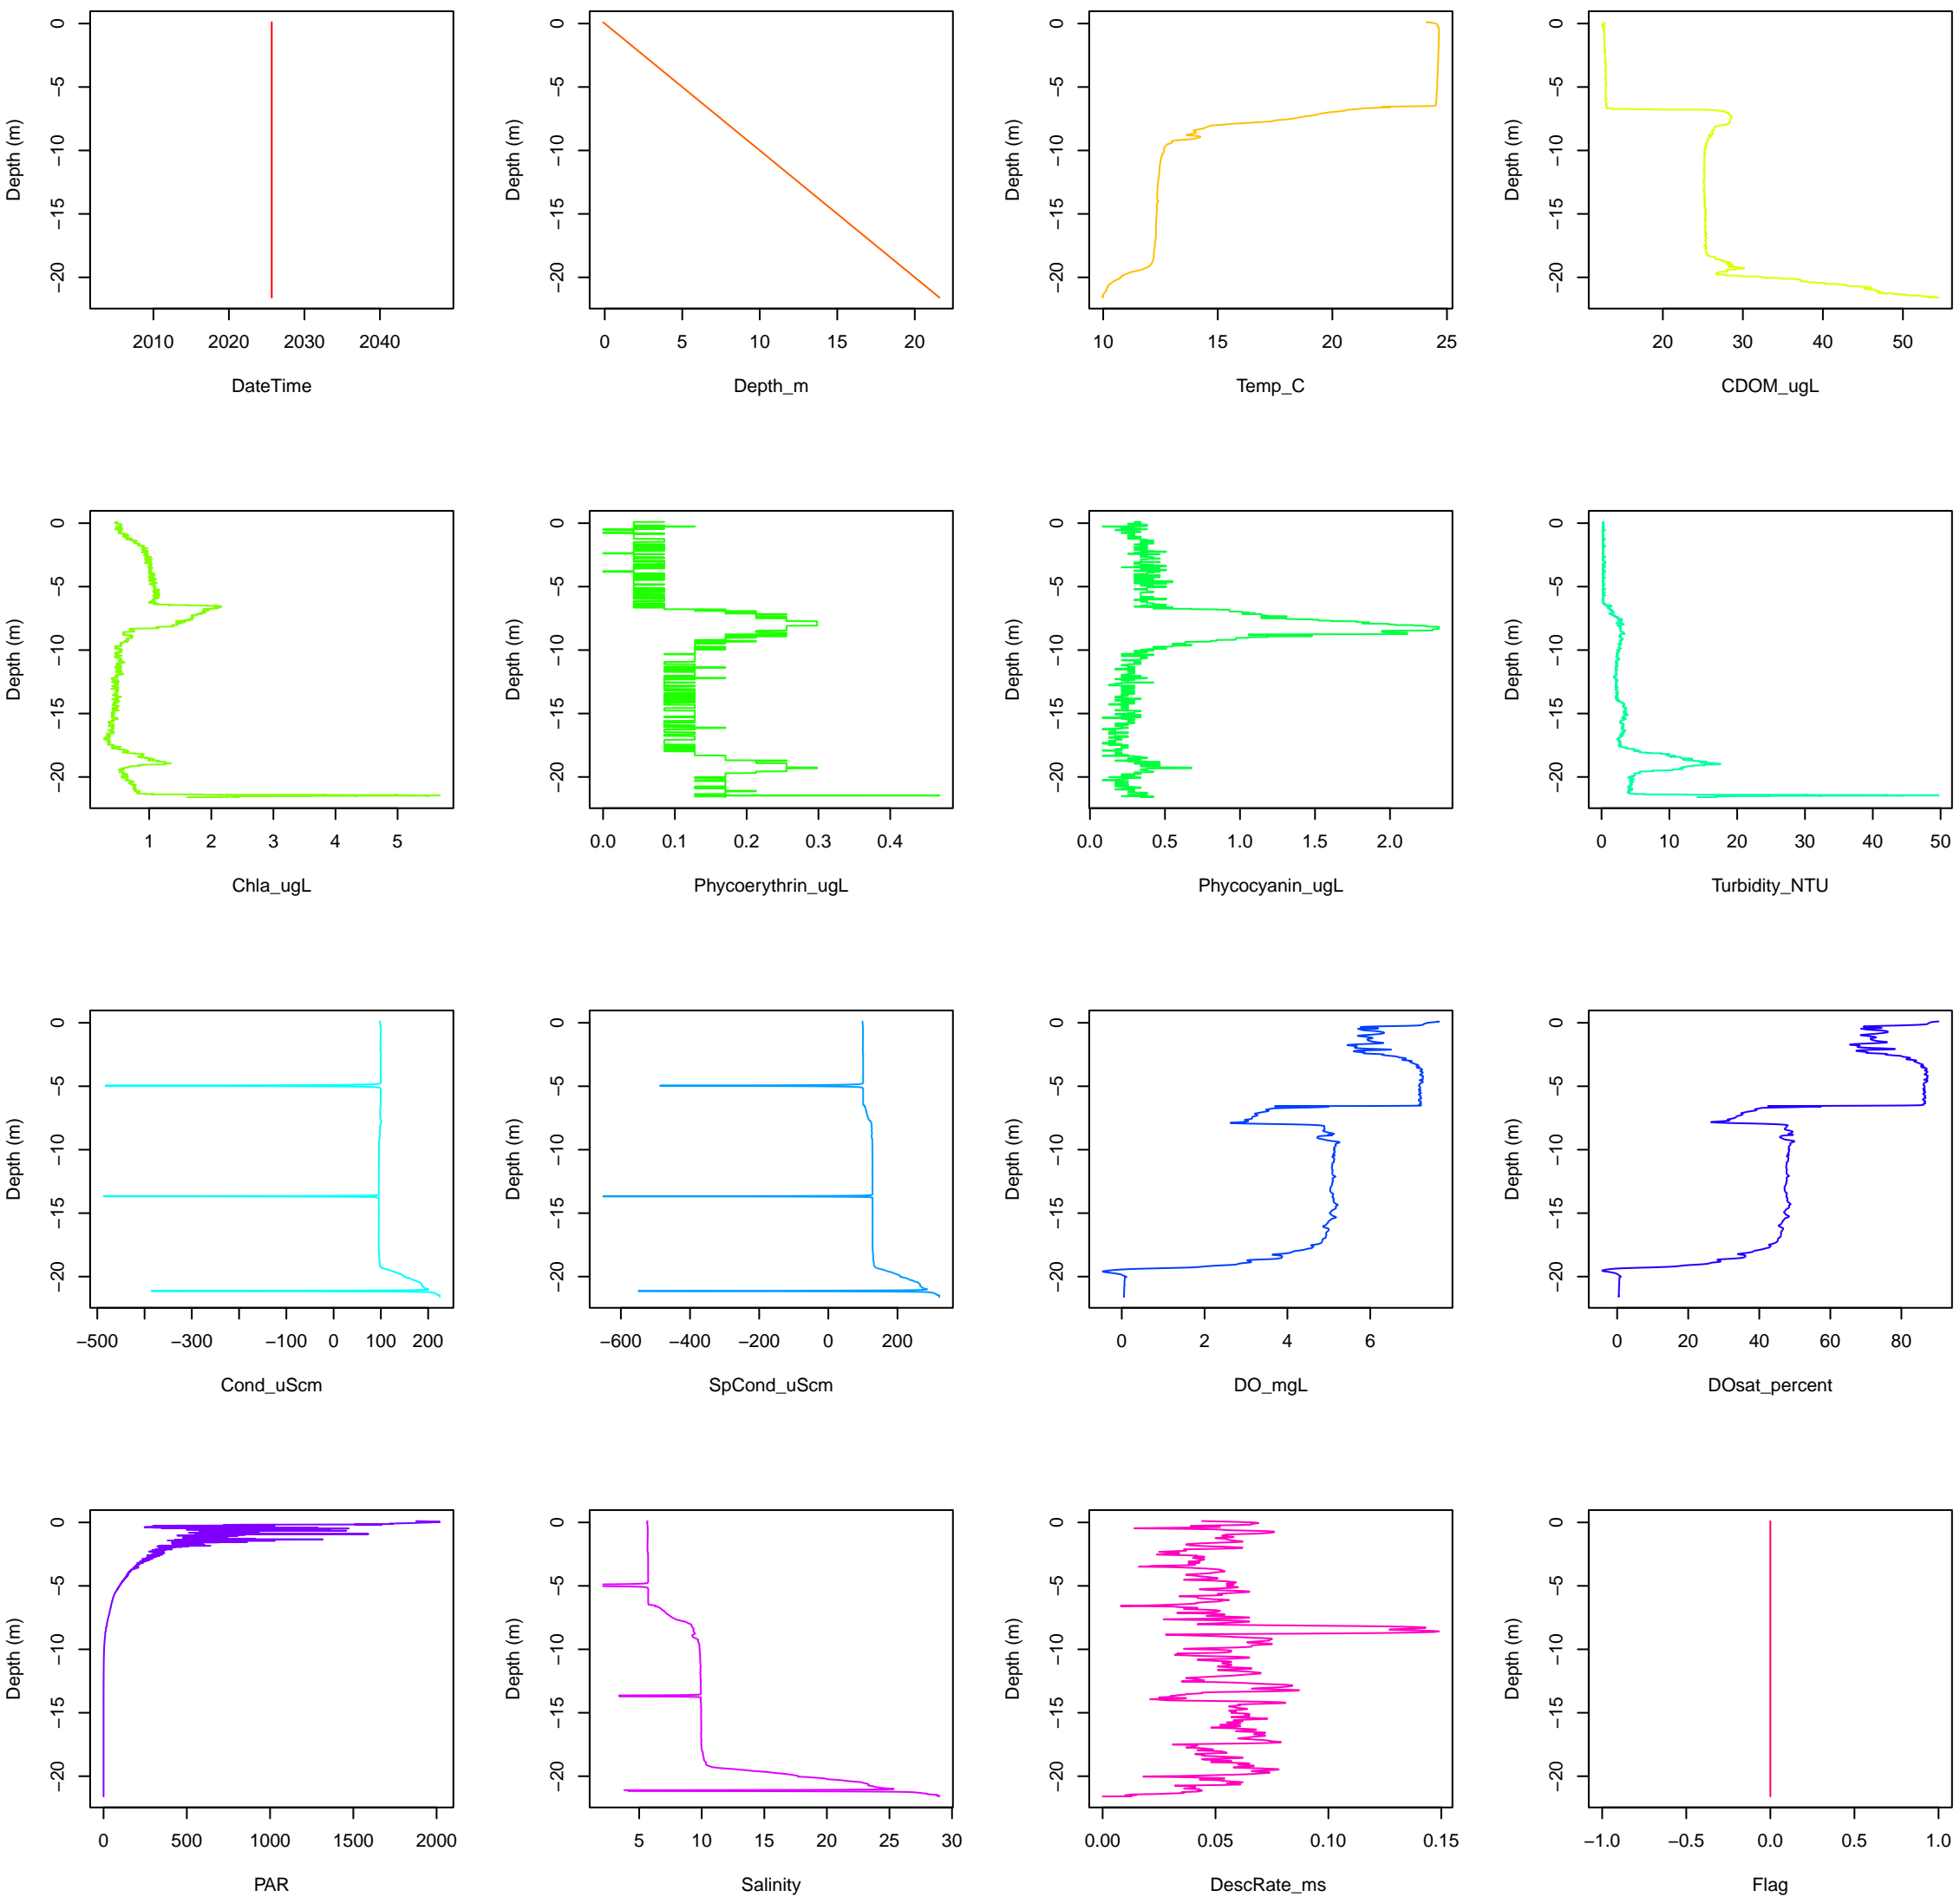 0 0 0 0
−5 −5 −5 −5
Depth (m) Depth (m) Depth (m) Depth (m)
−10 −10 −10 −10
−15 −15 −15 −15
−20 −20 −20 −20
2010 2020 2030 2040 0 5 10 15 20 10 15 20 25 20 30 40 50
DateTime Depth_m Temp_C CDOM_ugL
0 0 0 0
−5 −5 −5 −5
Depth (m) Depth (m) Depth (m) Depth (m)
−10 −10 −10 −10
−15 −15 −15 −15
−20 −20 −20 −20
1 2 3 4 5 0.0 0.1 0.2 0.3 0.4 0.0 0.5 1.0 1.5 2.0 0 10 20 30 40 50
Chla_ugL Phycoerythrin_ugL Phycocyanin_ugL Turbidity_NTU
0 0 0 0
−5 −5 −5 −5
Depth (m) Depth (m) Depth (m) Depth (m)
−10 −10 −10 −10
−15 −15 −15 −15
−20 −20 −20 −20
−500 −300 −100 0 100 200 −600 −400 −200 0 200 0 2 4 6 0 20 40 60 80
Cond_uScm SpCond_uScm DO_mgL DOsat_percent
0 0 0 0
−5 −5 −5 −5
Depth (m) Depth (m) Depth (m) Depth (m)
−10 −10 −10 −10
−15 −15 −15 −15
−20 −20 −20 −20
0 500 1000 1500 2000 5 10 15 20 25 30 0.00 0.05 0.10 0.15 −1.0 −0.5 0.0 0.5 1.0
PAR Salinity DescRate_ms Flag